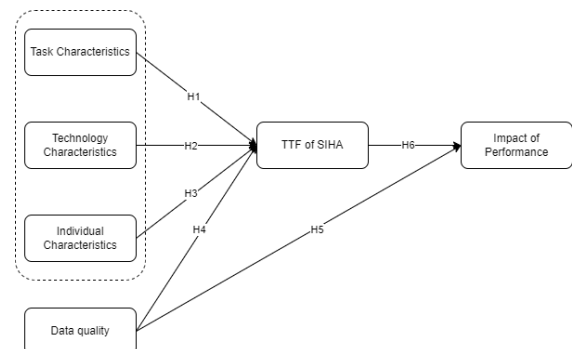 Task Characteristics
H1
Technology
Characteristics
H2
TTF of SIHA
H6
Impact of
Performance
H3
Individual
Characteristics
H4
H5
Data quality